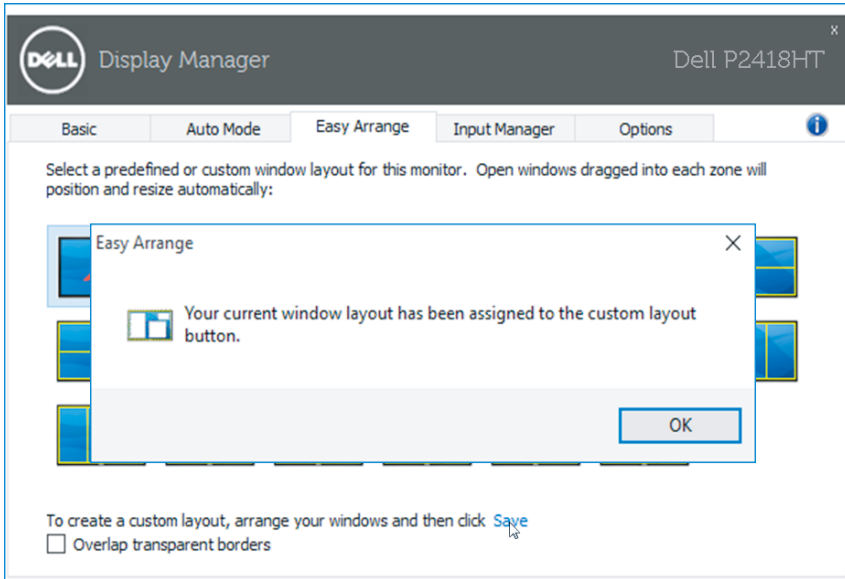 DELL Display Manager
x
Dell P2418HT
Basic Auto Mode Easy Arrange Input Manager Options
Select a predefined or custom window layout for this monitor. Open windows dragged into each zone will
position and resize automatically:
Easy Arrange
Your current window layout has been assigned to the custom layout
button.
OK
To create a custom layout, arrange your windows and then click Save
Overlap transparent borders